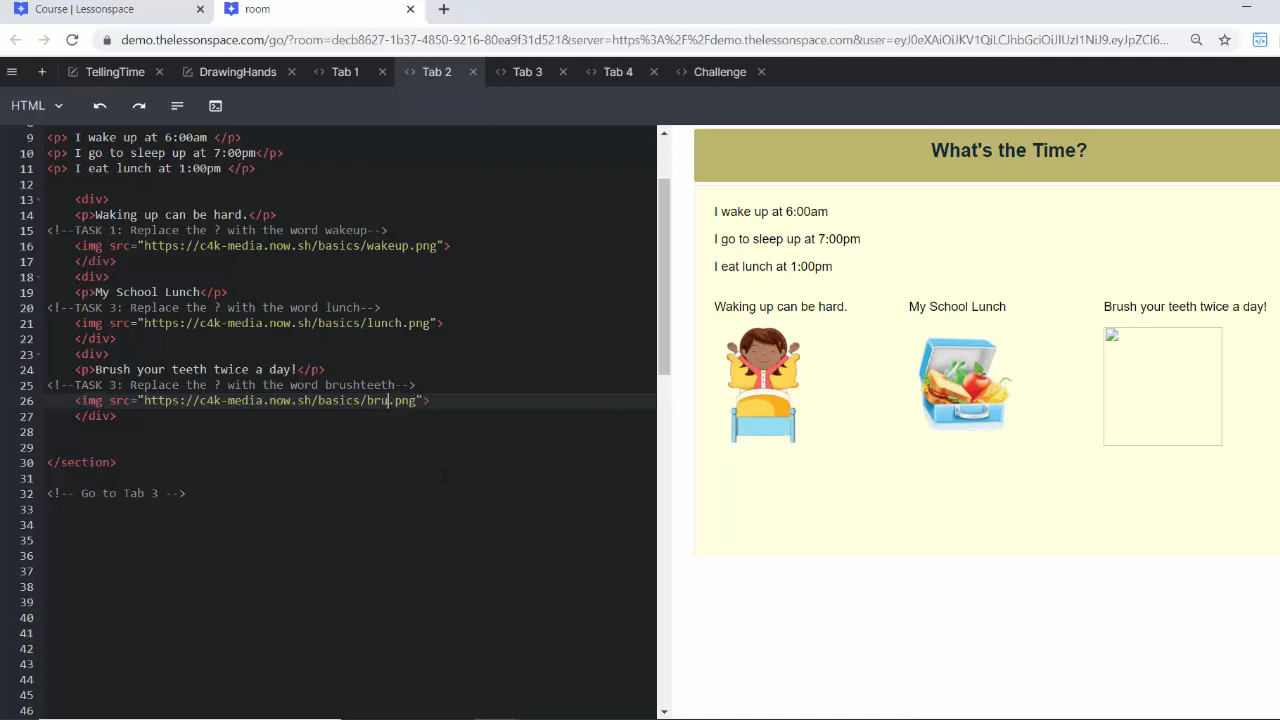 Course | Lessonspace
room
demo.thelessonspace.com/go/?room=decb8627-1b37-4850-9216-80ea9f31d521&server=https%3A%2F%2Fdemo.thelessonspace.com&user=eyJ0eXAiOiJKV1QiLCJhbGciOiJIUzI1NiJ9.eyJpZCI6...
TellingTime
DrawingHands
Tab 1
Tab 2
Tab 3
Tab 4
Challenge
HTML
9 <p> I wake up at 6:00am </p>
10 <p> I go to sleep up at 7:00pm</p>
11 <p> I eat lunch at 1:00pm </p>
12
13 <div>
14 <p>Waking up can be hard.</p>
15 <!--TASK 1: Replace the ? with the word wakeup-->
16 <img src="https://c4k-media.now.sh/basics/wakeup.png">
17 </div>
18 <div>
19 <p>My School Lunch</p>
20 <!--TASK 3: Replace the ? with the word lunch-->
21 <img src="https://c4k-media.now.sh/basics/lunch.png">
22 </div>
23 <div>
24 <p>Brush your teeth twice a day!</p>
25 <!--TASK 3: Replace the ? with the word brushteeth-->
26 <img src="https://c4k-media.now.sh/basics/bru.png">
27 </div>
28
29
30 </section>
31
32 <!-- Go to Tab 3 -->
33
34
35
36
37
38
39
40
41
42
43
44
45
46
What's the Time?
I wake up at 6:00am
I go to sleep up at 7:00pm
I eat lunch at 1:00pm
Waking up can be hard.
My School Lunch
Brush your teeth twice a day!